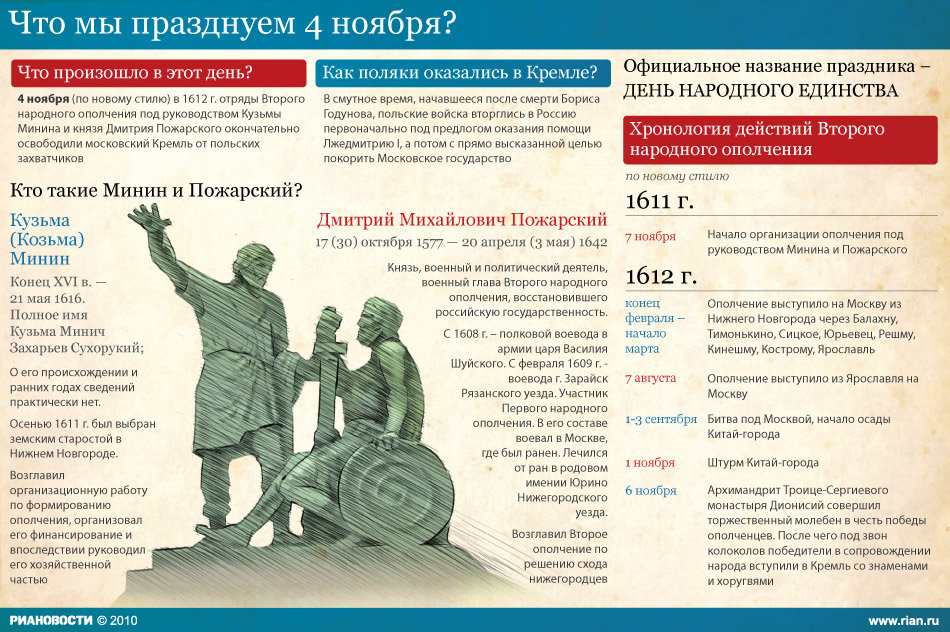 Что мы празднуем 4 ноября?
Что произошло в этот день?
4 ноября (по новому стилю) в 1612 г. отряды Второго
народного ополчения под руководством Кузьмы
Минина и князя Дмитрия Пожарского окончательно
освободили московский Кремль от польских
захватчиков
Как поляки оказались в Кремле?
В смутное время, начавшееся после смерти Бориса
Годунова, польские войска вторглись в Россию
первоначально под предлогом оказания помощи
Лжедмитрию I, а потом с прямо высказанной целью
покорить Московское государство
Кто такие Минин и Пожарский?
Кузьма
(Козьма)
Минин
Конец XVI в. —
21 мая 1616.
Полное имя
Кузьма Минич
Захарьев Сухорукий;
О его происхождении и
ранних годах сведений
практически нет.
Осенью 1611 г. был выбран
земским старостой в
Нижнем Новгороде.
Возглавил
организационную работу
по формированию
ополчения, организовал
его финансирование и
впоследствии руководил
его хозяйственной
частью
Дмитрий Михайлович Пожарский
17 (30) октября 1577 — 20 апреля (3 мая) 1642
Князь, военный и политический деятель,
военный глава Второго народного
ополчения, восстановившего
российскую государственность.
С 1608 г. – полковой воевода в
армии царя Василия
Шуйского. С февраля 1609 г. -
воевода г. Зарайск
Рязанского уезда. Участник
Первого народного
ополчения. В его составе
воевал в Москве,
где был ранен. Лечился
от ран в родовом
имении Юрино
Нижегородского
уезда.
Возглавил Второе
ополчение по
решению схода
нижегородцев
Официальное название праздника –
ДЕНЬ НАРОДНОГО ЕДИНСТВА
Хронология действий Второго
народного ополчения
по новому стилю
1611 г.
7 ноября
Начало организации ополчения под
руководством Минина и Пожарского
1612 г.
конец
февраля –
начало
марта
Ополчение выступило на Москву из
Нижнего Новгорода через Балахну,
Тимонькино, Сицкое, Юрьевец, Решму,
Кинешму, Кострому, Ярославль
7 августа
Ополчение выступило из Ярославля на
Москву
1-3 сентября
Битва под Москвой, начало осады
Китай-города
1 ноября
Штурм Китай-города
6 ноября
Архимандрит Троице-Сергиевого
монастыря Дионисий совершил
торжественный молебен в честь победы
ополченцев. После чего под звон
колоколов победители в сопровождении
народа вступили в Кремль со знаменами
и хоругвями
РИАНОВОСТИ © 2010
www.rian.ru